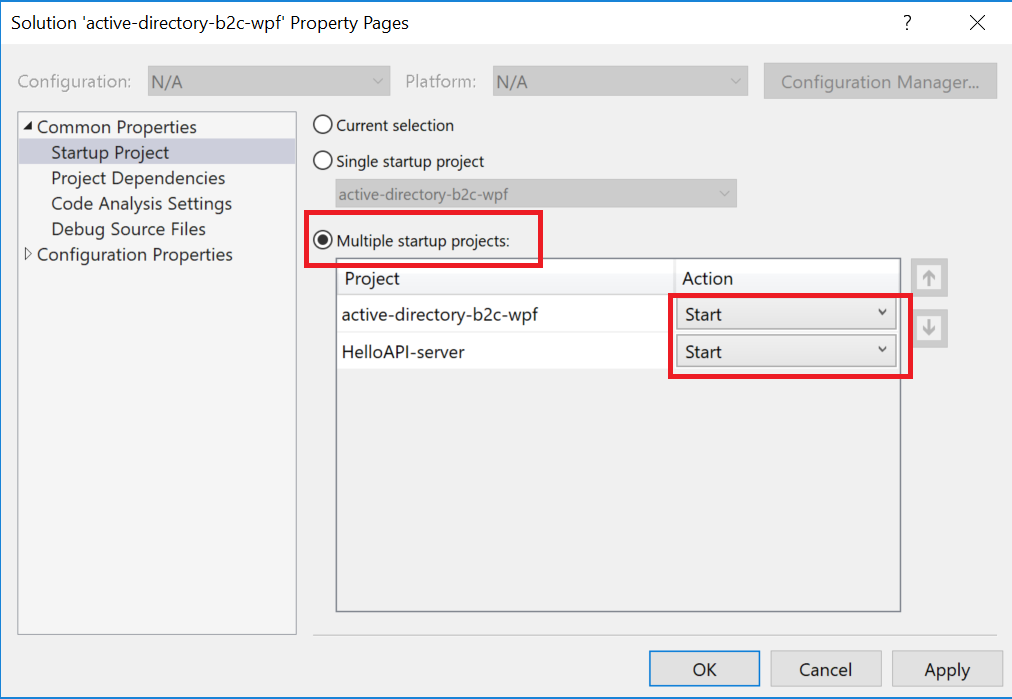 Solution 'active-directory-b2c-wpf' Property Pages
?
Configuration: N/A Platform: N/A Configuration Manager...
Common Properties
Startup Project
Project Dependencies
Code Analysis Settings
Debug Source Files
Configuration Properties
Current selection
Single startup project
active-directory-b2c-wpf
Multiple startup projects:
Project Action
active-directory-b2c-wpf Start
HelloAPI-server Start
OK Cancel Apply